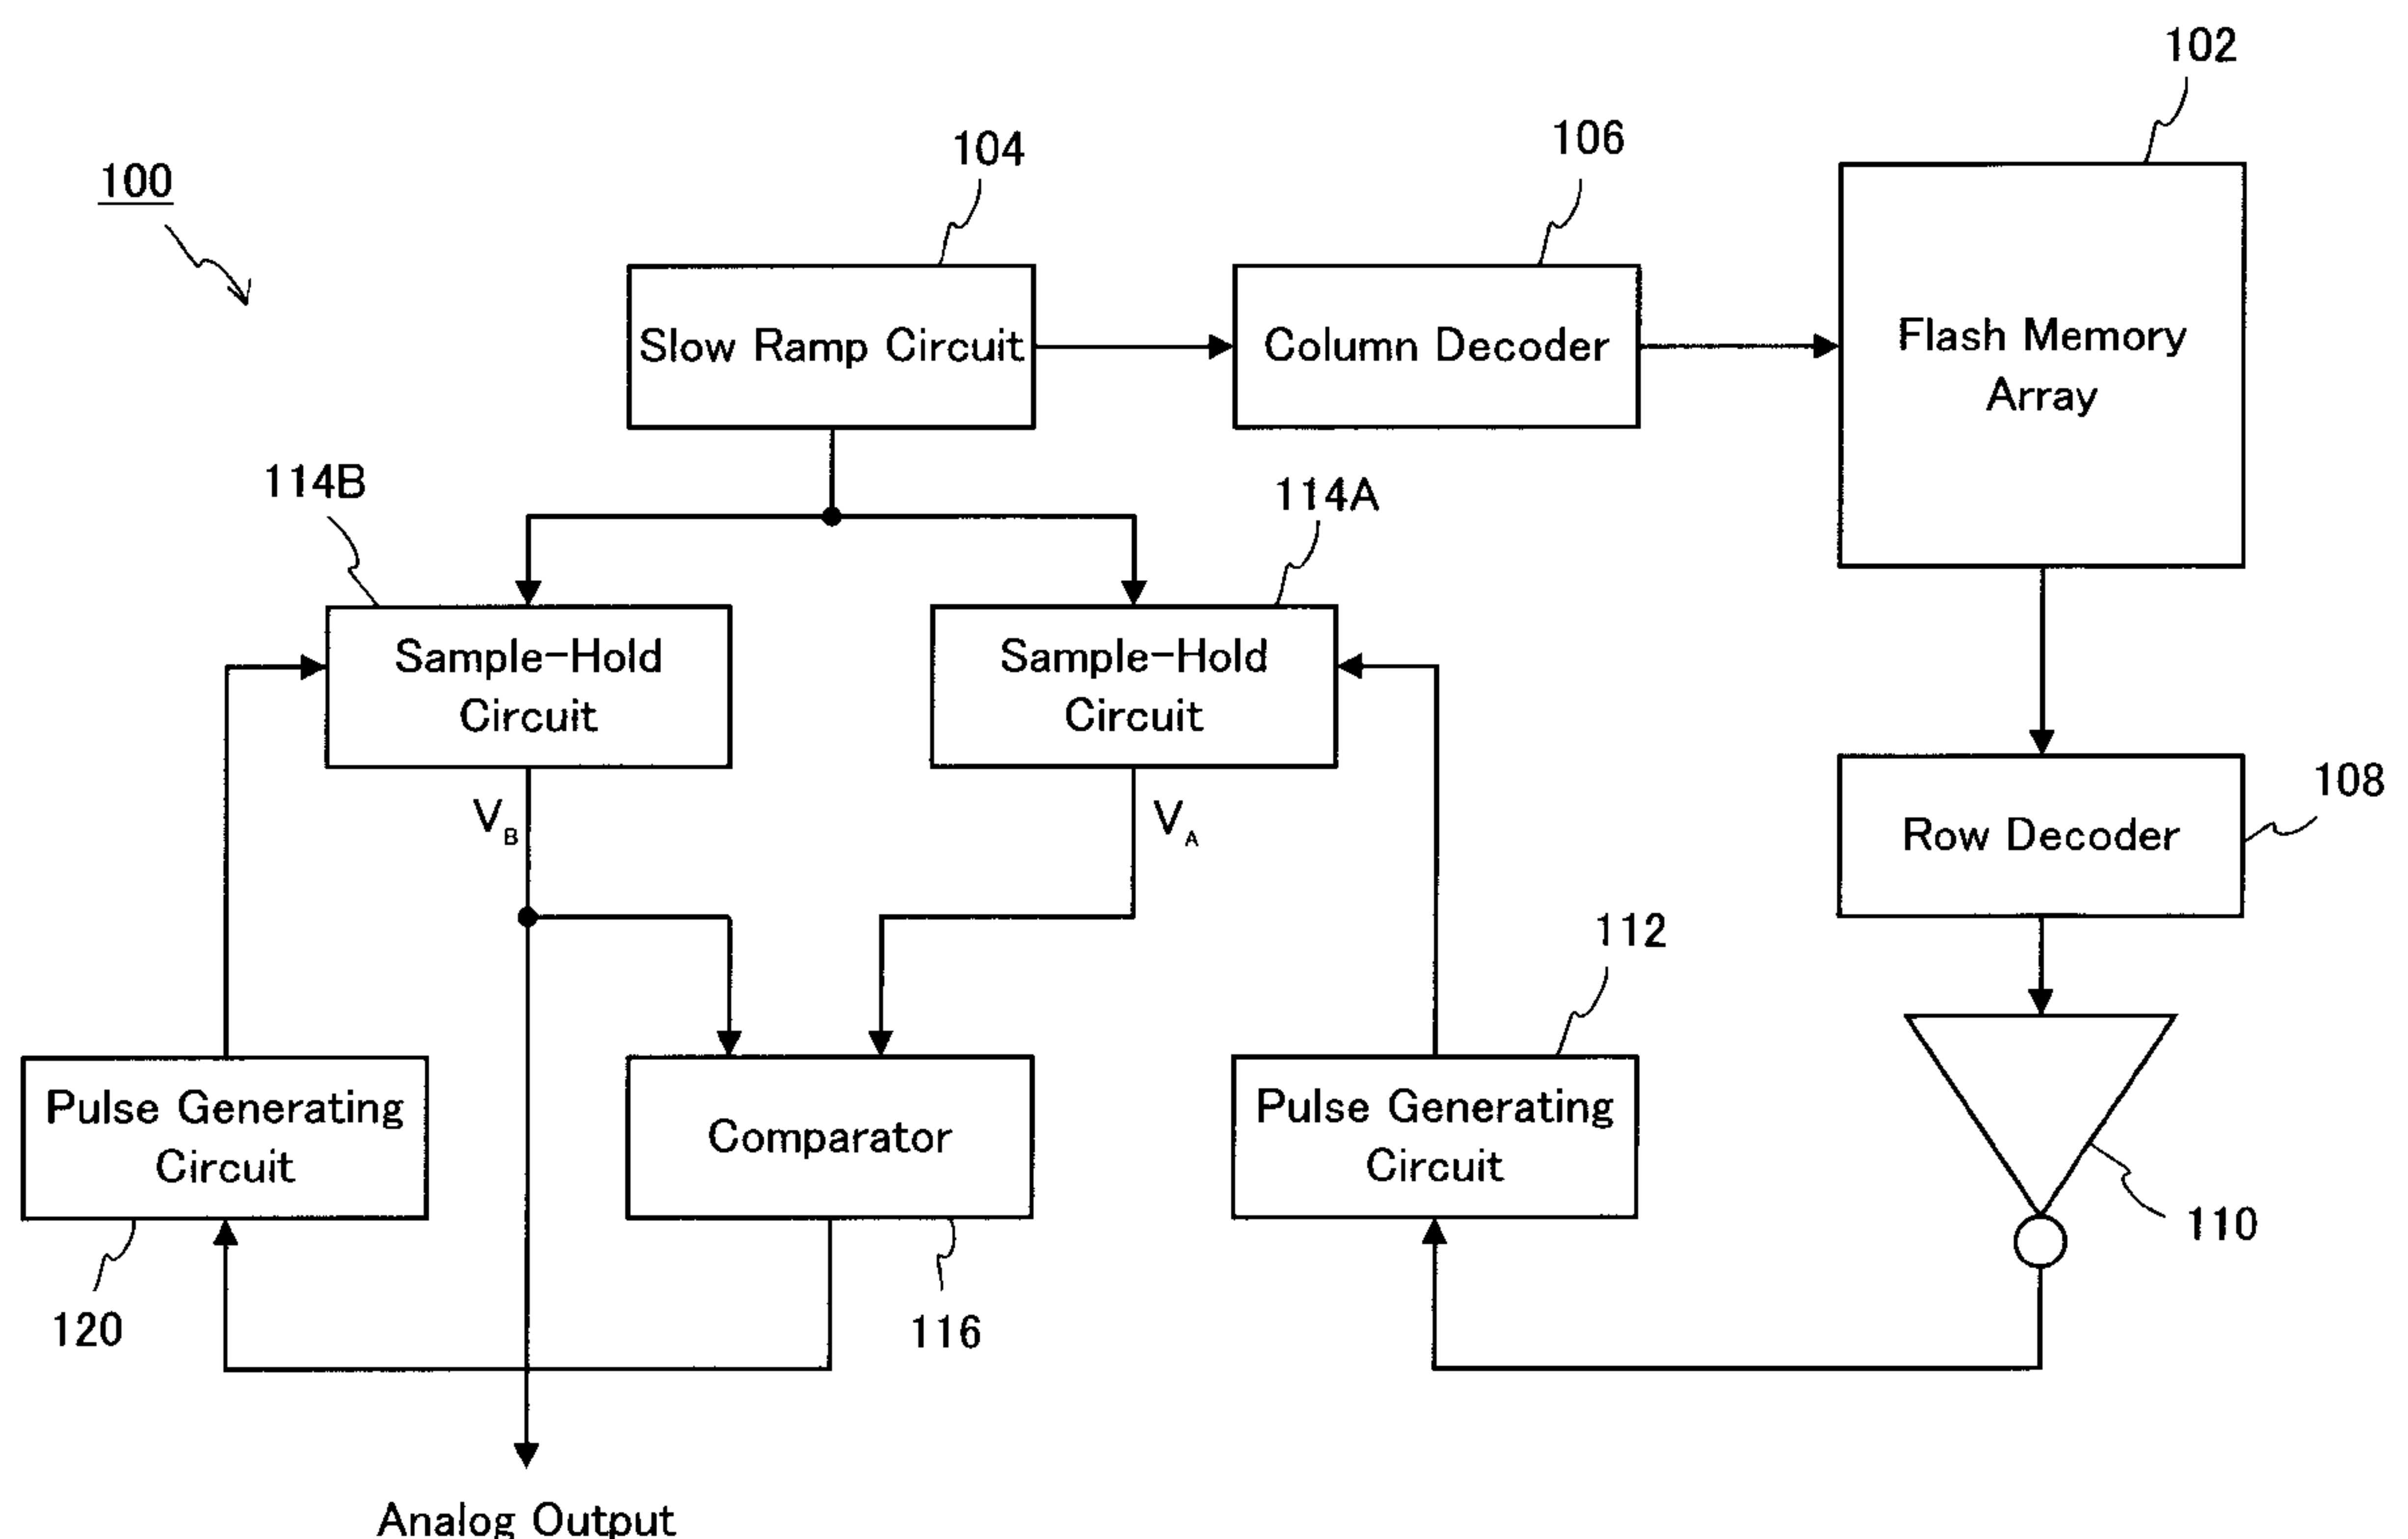 102
106
104
100
Slow Ramp Circuit
Column Decoder
Flash Memory
Array
114B
114A
Sample-Hold
Circuit
Sample-Hold
Circuit
108
VB
VA
Row Decoder
112
Pulse Generating
Circuit
Comparator
Pulse Generating
Circuit
110
120
116
Analog Output